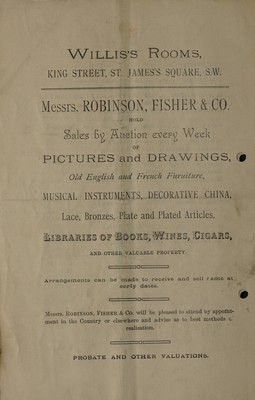 WILLIS'S ROOMS,
KING STREET, ST. JAMES'S SQUARE, S.W.
Messrs. ROBINSON, FISHER & CO.
HOLD
Sales By Auction every Week
OF
PICTURES and DRAWINGS,
Old English and French Furniture,
MUSICAL INSTRUMENTS, DECORATIVE CHINA,
Lace, Bronzes, Plate and Plated Articles,
LIBRARIES OF BOOKS, WINES, CIGARS,
AND OTHER VALUABLE PROPERTY.
Arrangements can be made to receive and sell same at
early dates.
Messrs. ROBINSON, FISHER & Co. will be pleased to attend by appoint-
ment in the Country or elsewhere and advise as to best methods o
realisation.
PROBATE AND OTHER VALUATIONS.